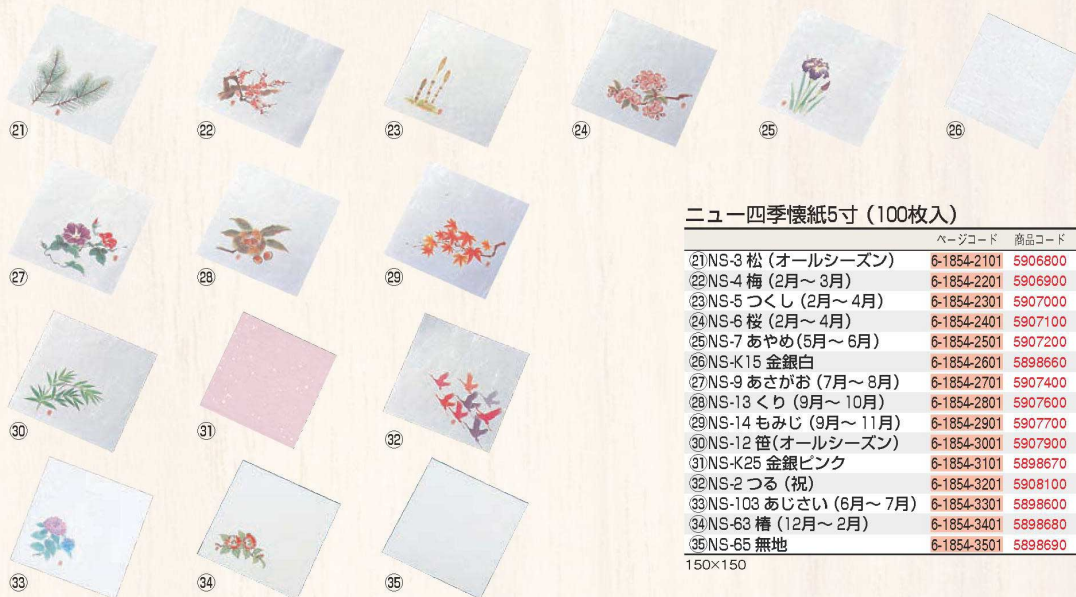 ㉑
㉒
㉓
㉔
㉕
㉖
㉗
㉘
㉙
㉚
㉛
㉜
㉝
㉞
㉟
ニュー四季懐紙5寸（100枚入）
ページコード 商品コード
㉑NS-3 松（オールシーズン） 6-1854-2101 5906800
㉒NS-4 梅（2月〜3月） 6-1854-2201 5906900
㉓NS-5 つくし（2月〜4月） 6-1854-2301 5907000
㉔NS-6 桜（2月〜4月） 6-1854-2401 5907100
㉕NS-7 あやめ（5月〜6月） 6-1854-2501 5907200
㉖NS-K15 金銀白 6-1854-2601 5898660
㉗NS-9 あさがお（7月〜8月） 6-1854-2701 5907400
㉘NS-13 くり（9月〜10月） 6-1854-2801 5907600
㉙NS-14 もみじ（9月〜11月） 6-1854-2901 5907700
㉚NS-12 笹（オールシーズン） 6-1854-3001 5907900
㉛NS-K25 金銀ピンク 6-1854-3101 5898670
㉜NS-2 つる（祝） 6-1854-3201 5908100
㉝NS-103 あじさい（6月〜7月） 6-1854-3301 5898600
㉞NS-63 椿（12月〜2月） 6-1854-3401 5898680
㉟NS-65 無地 6-1854-3501 5898690
150×150